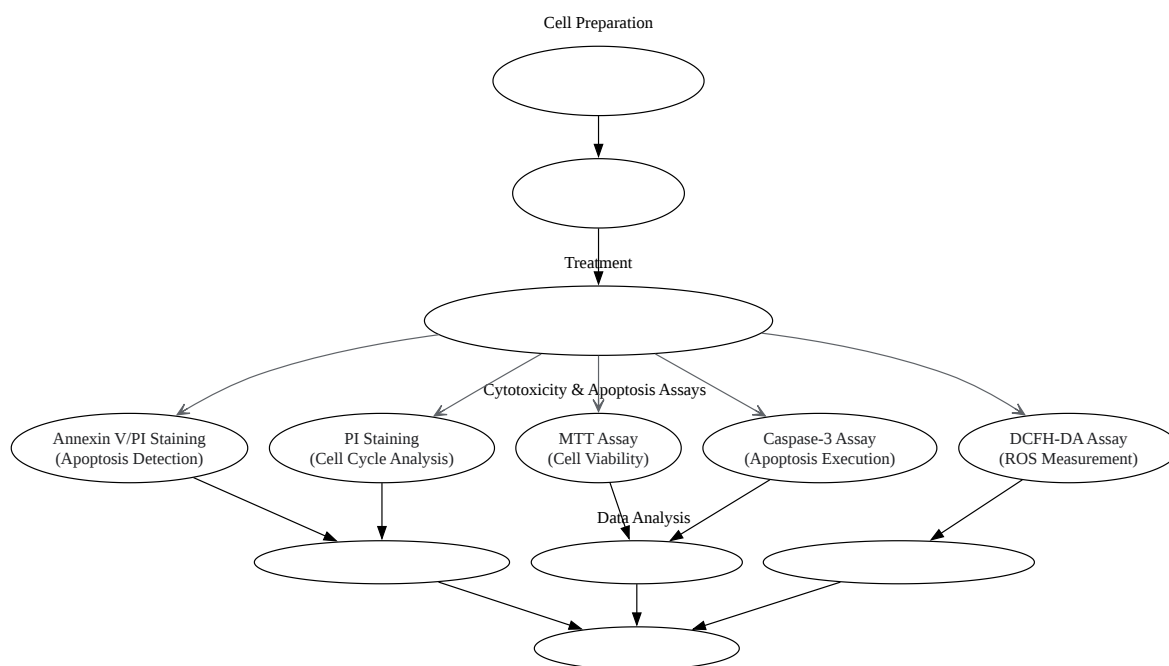 Cell Preparation
Treatment
Cytotoxicity & Apoptosis Assays
Annexin V/PI Staining
(Apoptosis Detection)
PI Staining
(Cell Cycle Analysis)
MTT Assay
(Cell Viability)
Caspase-3 Assay
(Apoptosis Execution)
DCFH-DA Assay
(ROS Measurement)
Data Analysis